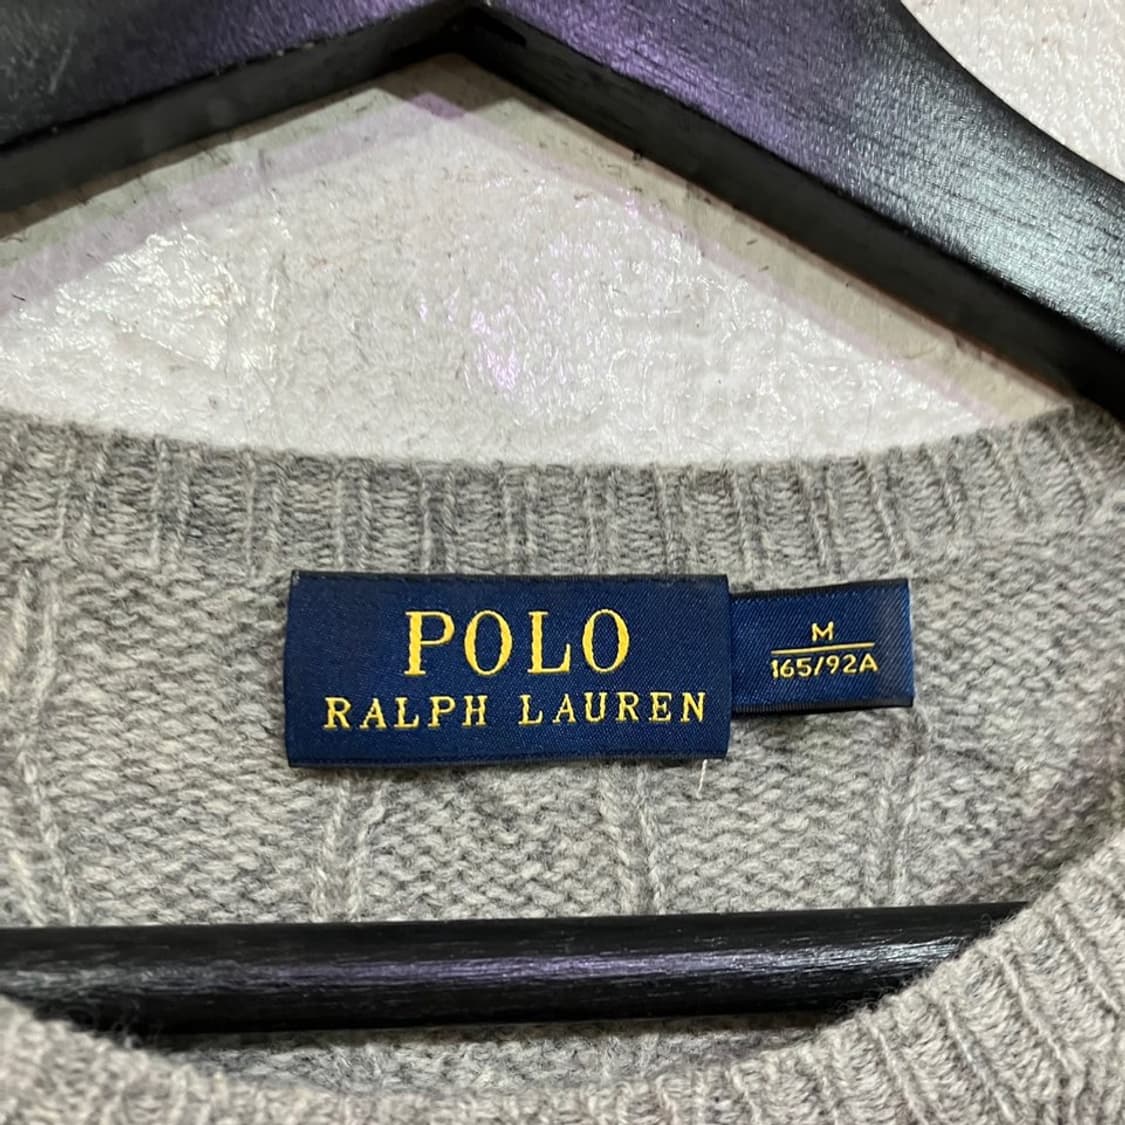 POLO
RALPH LAUREN
M
165/92A